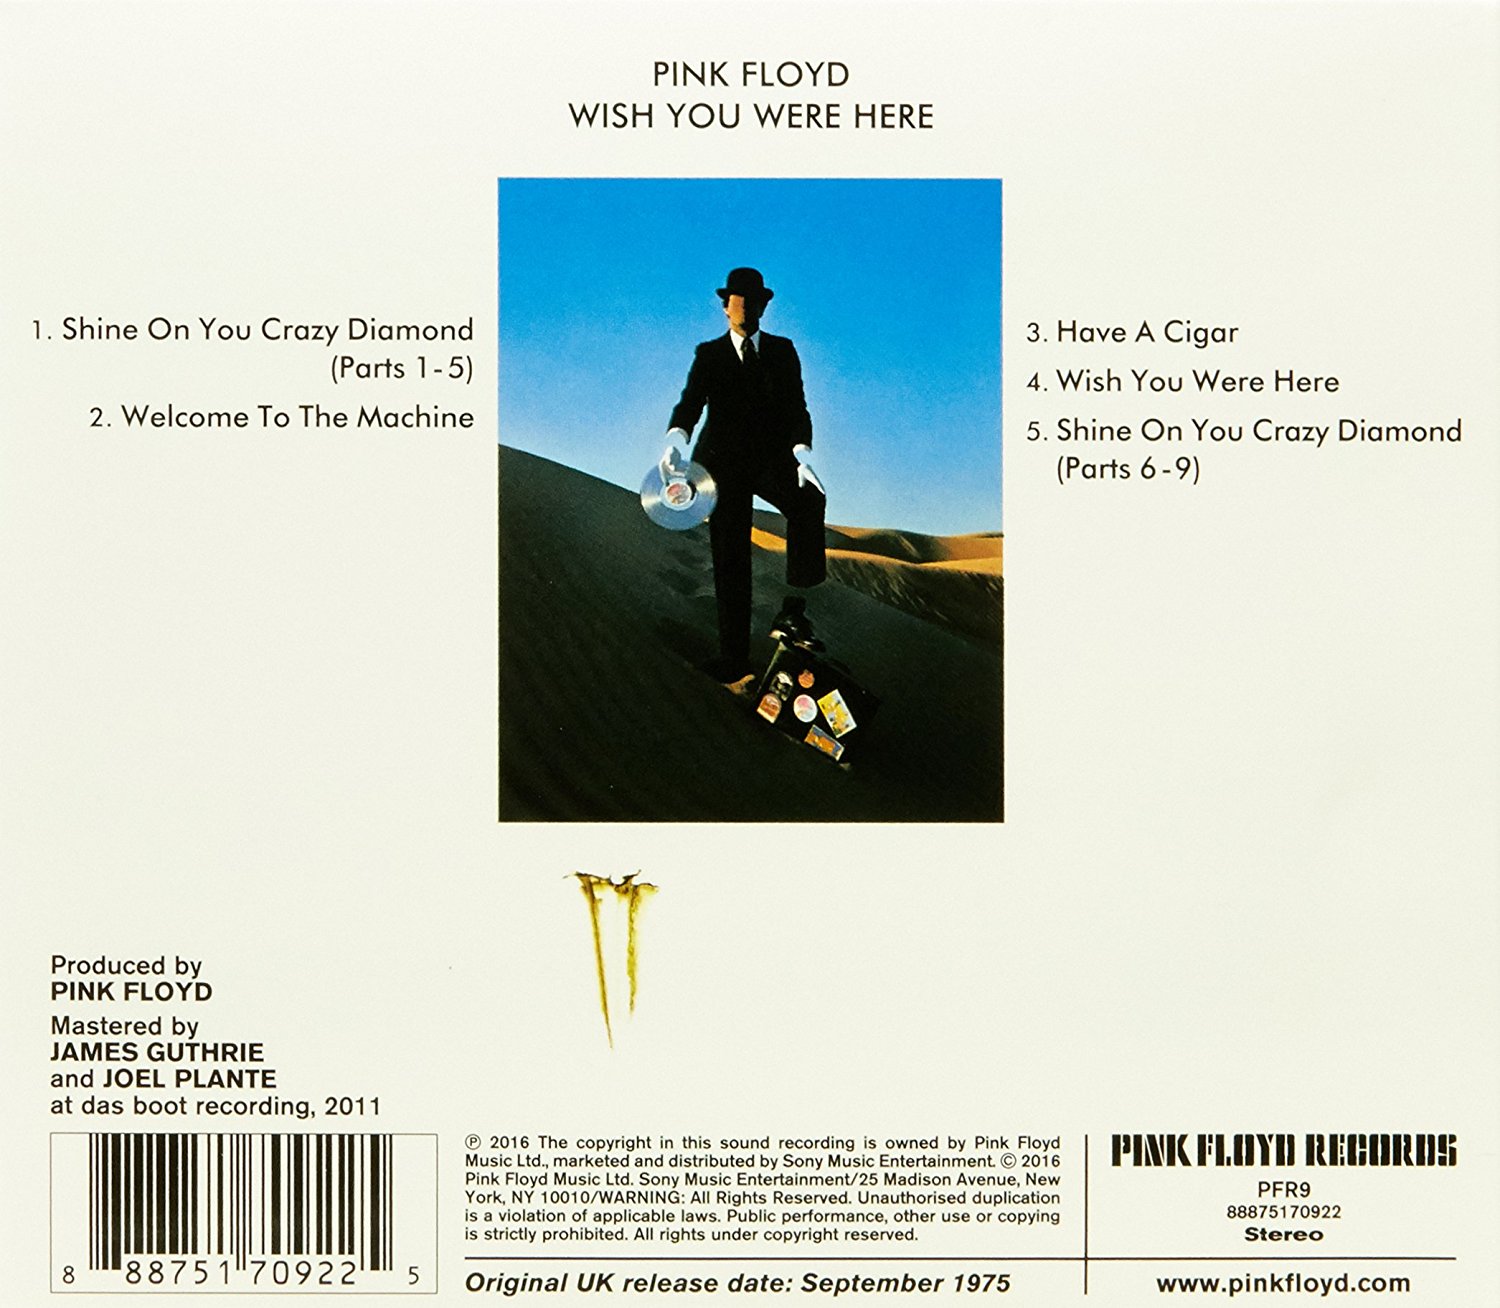 PINK FLOYD
WISH YOU WERE HERE
1. Shine On You Crazy Diamond
(Parts 1-5)
2. Welcome To The Machine
3. Have A Cigar
4. Wish You Were Here
5. Shine On You Crazy Diamond
(Parts 6-9)
Produced by
PINK FLOYD
Mastered by
JAMES GUTHRIE
and JOEL PLANTE
at das boot recording, 2011
8 88751 70922 5
℗ 2016 The copyright in this sound recording is owned by Pink Floyd
Music Ltd., marketed and distributed by Sony Music Entertainment. © 2016
Pink Floyd Music Ltd. Sony Music Entertainment/25 Madison Avenue, New
York, NY 10010/WARNING: All Rights Reserved. Unauthorised duplication
is a violation of applicable laws. Public performance, other use or copying
is strictly prohibited. All rights under copyright reserved.
Original UK release date: September 1975
PINK FLOYD RECORDS
PFR9
88875170922
Stereo
www.pinkfloyd.com